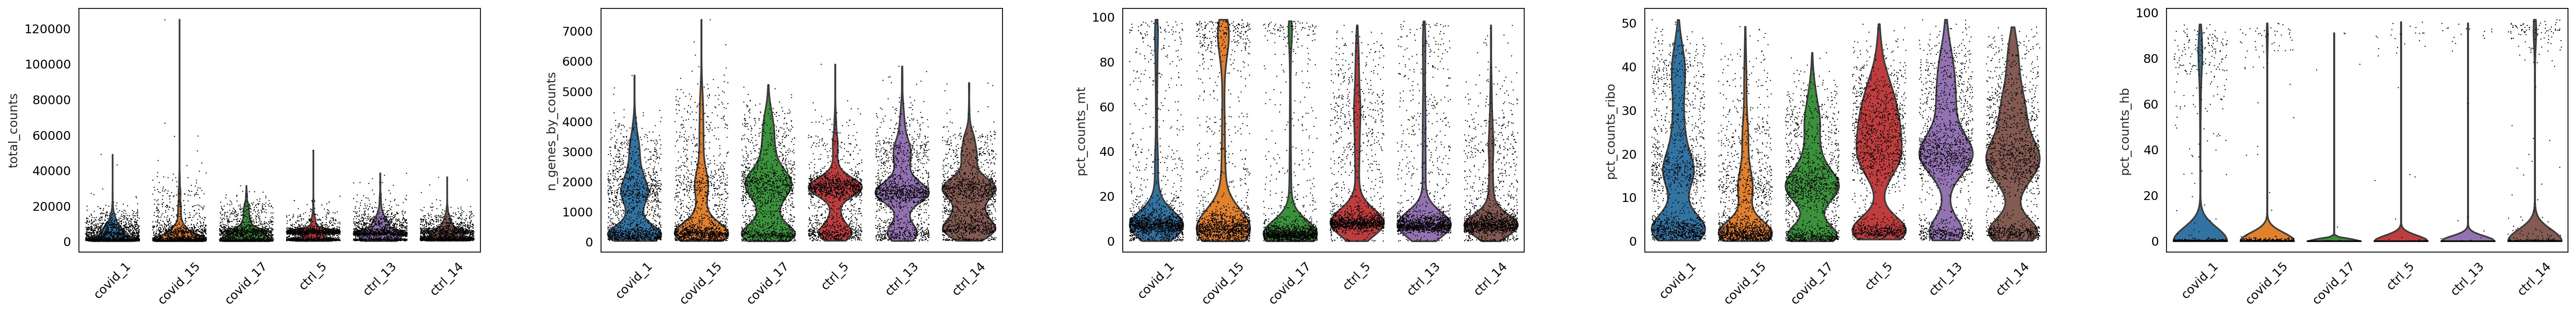 total_counts
120000
100000
80000
60000
40000
20000
0
covid_1
covid_15
covid_17
ctrl_5
ctrl_13
ctrl_14
n_genes_by_counts
7000
6000
5000
4000
3000
2000
1000
0
covid_1
covid_15
covid_17
ctrl_5
ctrl_13
ctrl_14
pct_counts_mt
100
80
60
40
20
0
covid_1
covid_15
covid_17
ctrl_5
ctrl_13
ctrl_14
pct_counts_ribo
50
40
30
20
10
0
covid_1
covid_15
covid_17
ctrl_5
ctrl_13
ctrl_14
pct_counts_hb
100
80
60
40
20
0
covid_1
covid_15
covid_17
ctrl_5
ctrl_13
ctrl_14